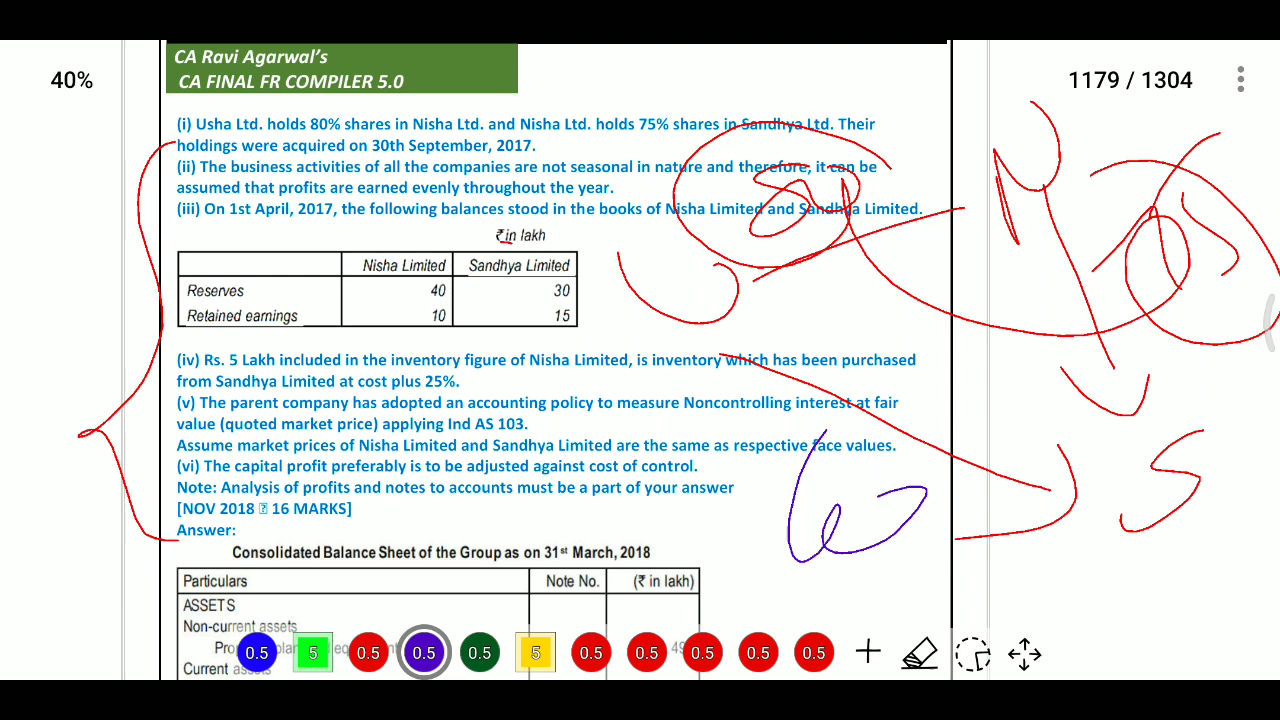 40%
CA Ravi Agarwal's
CA FINAL FR COMPILER 5.0
1179 / 1304
(i) Usha Ltd. holds 80% shares in Nisha Ltd. and Nisha Ltd. holds 75% shares in Sandhya Ltd. Their
holdings were acquired on 30th September, 2017.
(ii) The business activities of all the companies are not seasonal in nature and therefore, it can be
assumed that profits are earned evenly throughout the year.
(iii) On 1st April, 2017, the following balances stood in the books of Nisha Limited and Sandhya Limited.
₹ in lakh
Nisha Limited Sandhya Limited
Reserves 40 30
Retained earnings 10 15
(iv) Rs. 5 Lakh included in the inventory figure of Nisha Limited, is inventory which has been purchased
from Sandhya Limited at cost plus 25%.
(v) The parent company has adopted an accounting policy to measure Noncontrolling interest at fair
value (quoted market price) applying Ind AS 103.
Assume market prices of Nisha Limited and Sandhya Limited are the same as respective face values.
(vi) The capital profit preferably is to be adjusted against cost of control.
Note: Analysis of profits and notes to accounts must be a part of your answer
[NOV 2018 16 MARKS]
Answer:
Consolidated Balance Sheet of the Group as on 31st March, 2018
Particulars Note No. (₹ in lakh)
ASSETS
Non-current assets
Current assets
0.5 5 0.5 0.5 0.5 5 0.5 0.5 0.5 0.5 0.5